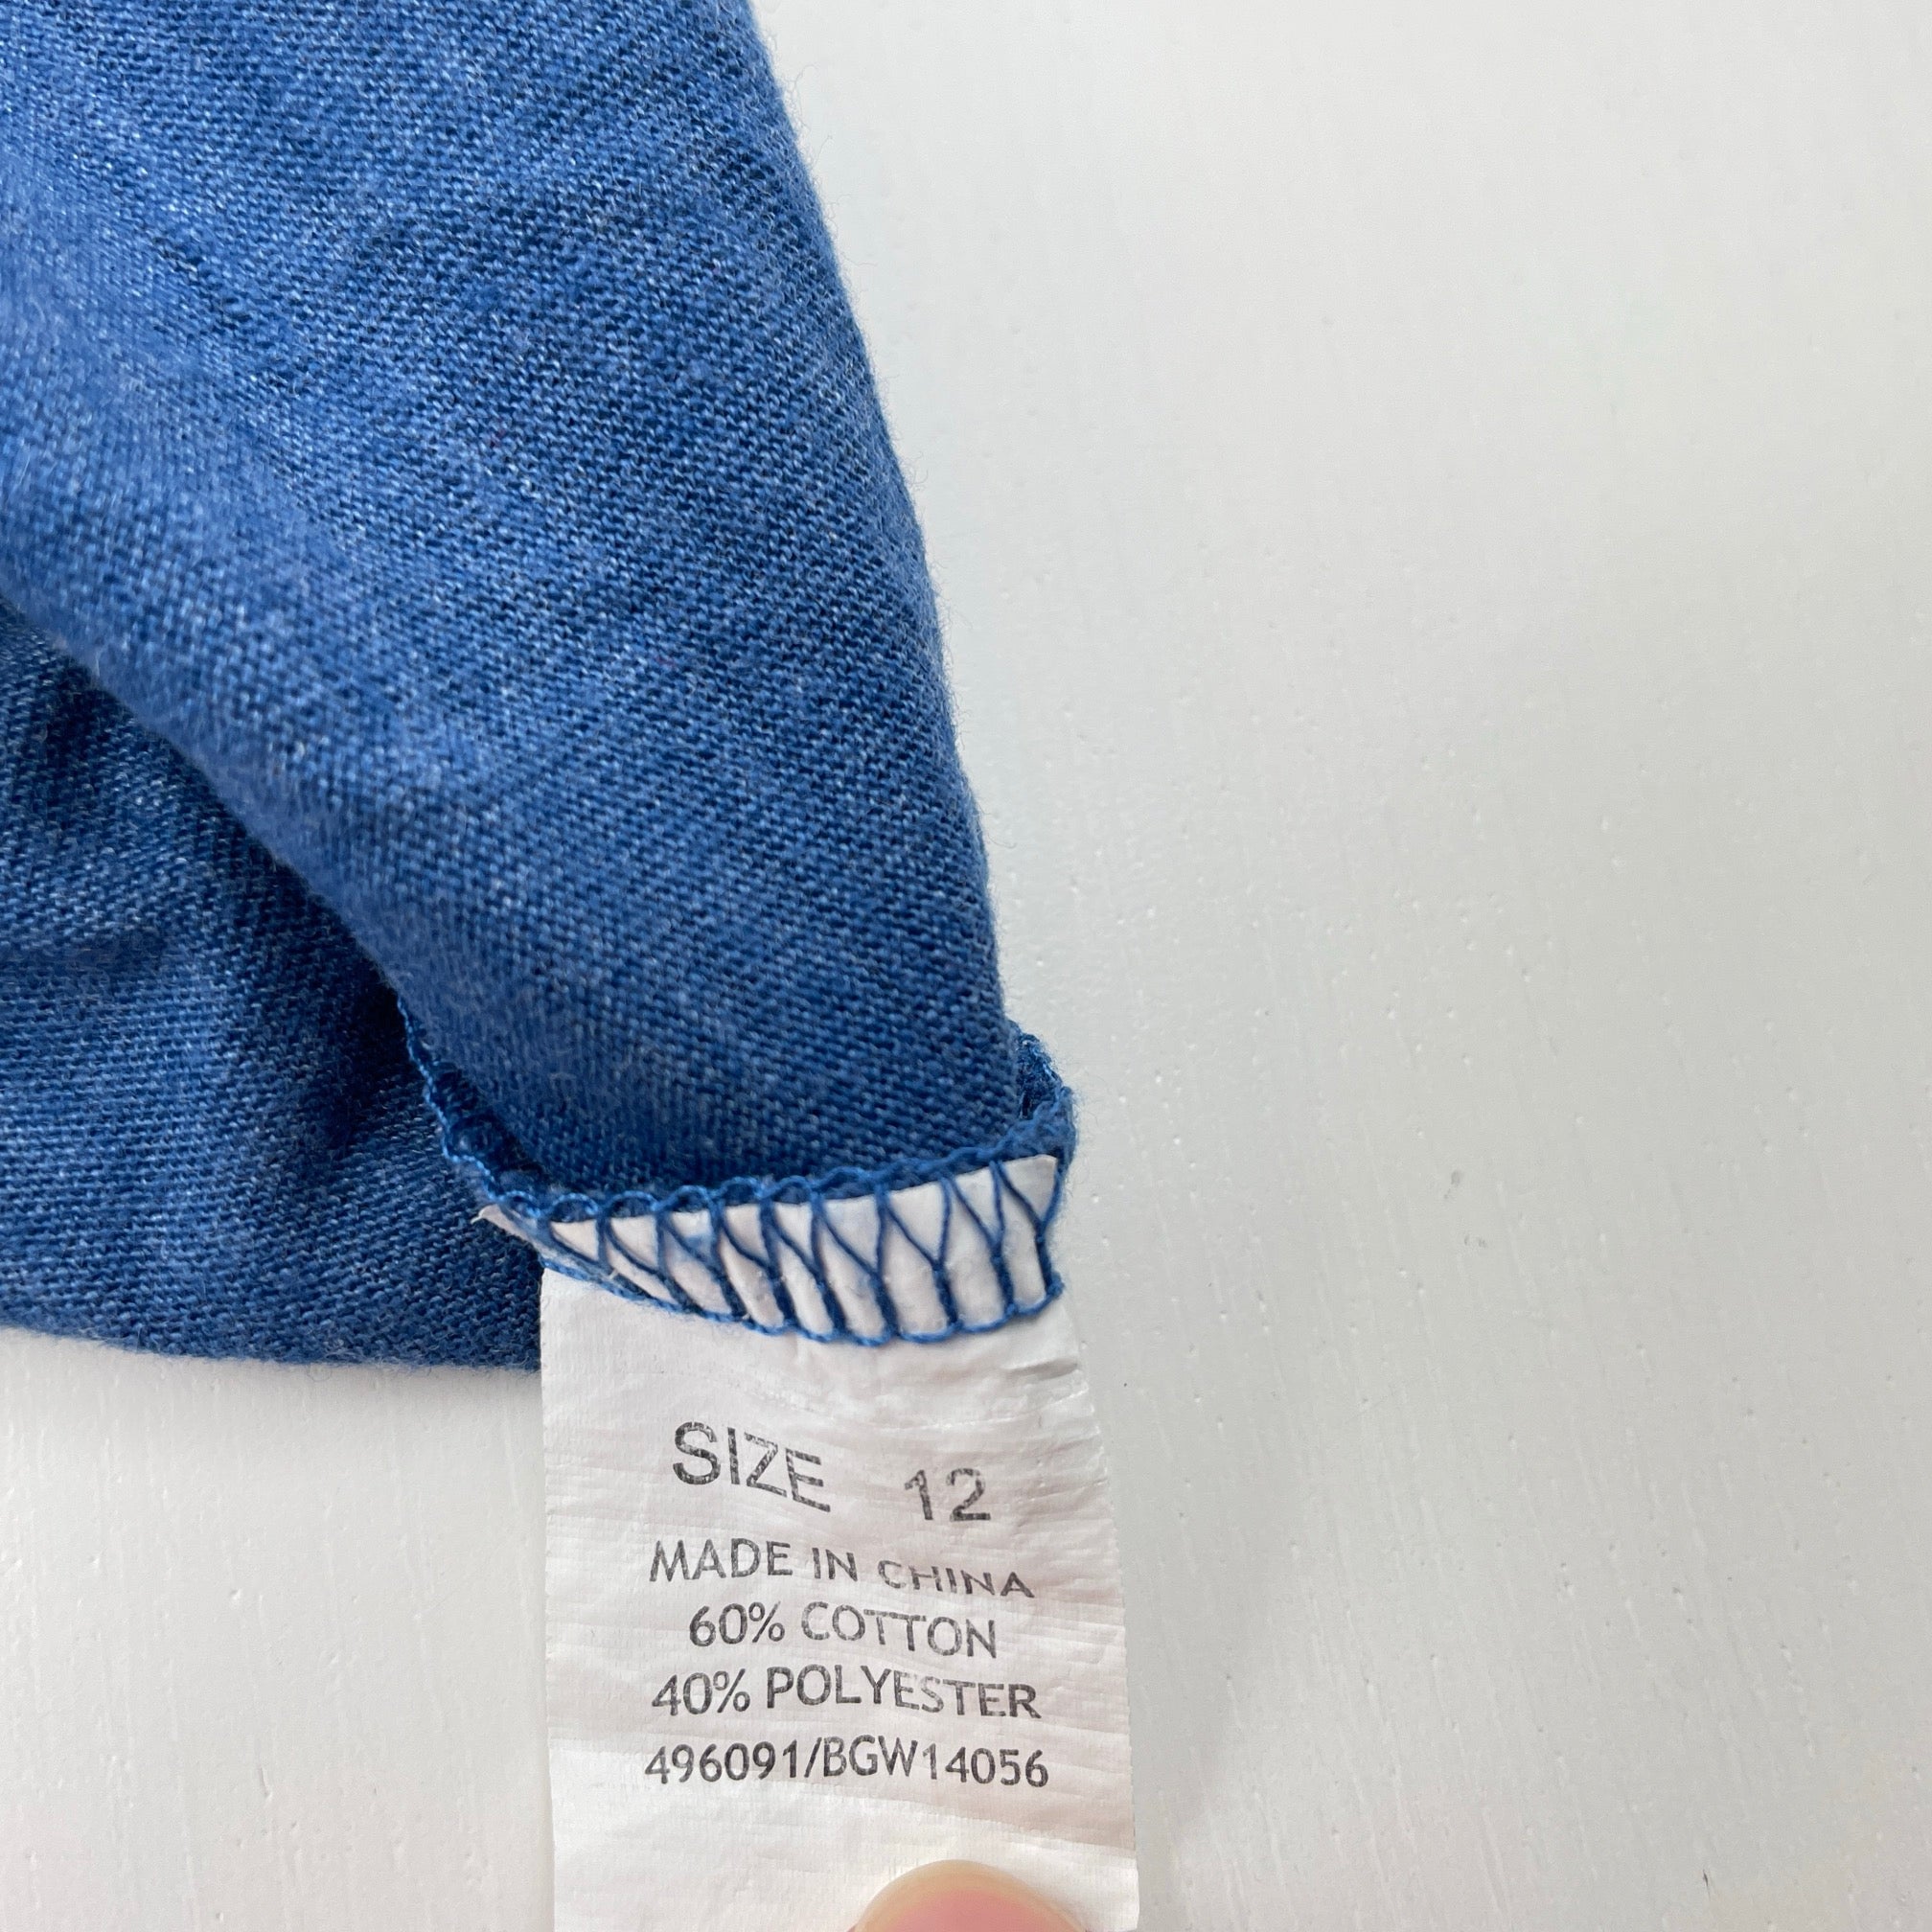 SIZE 12
MADE IN CHINA
60% COTTON
40% POLYESTER
496091/BGW14056